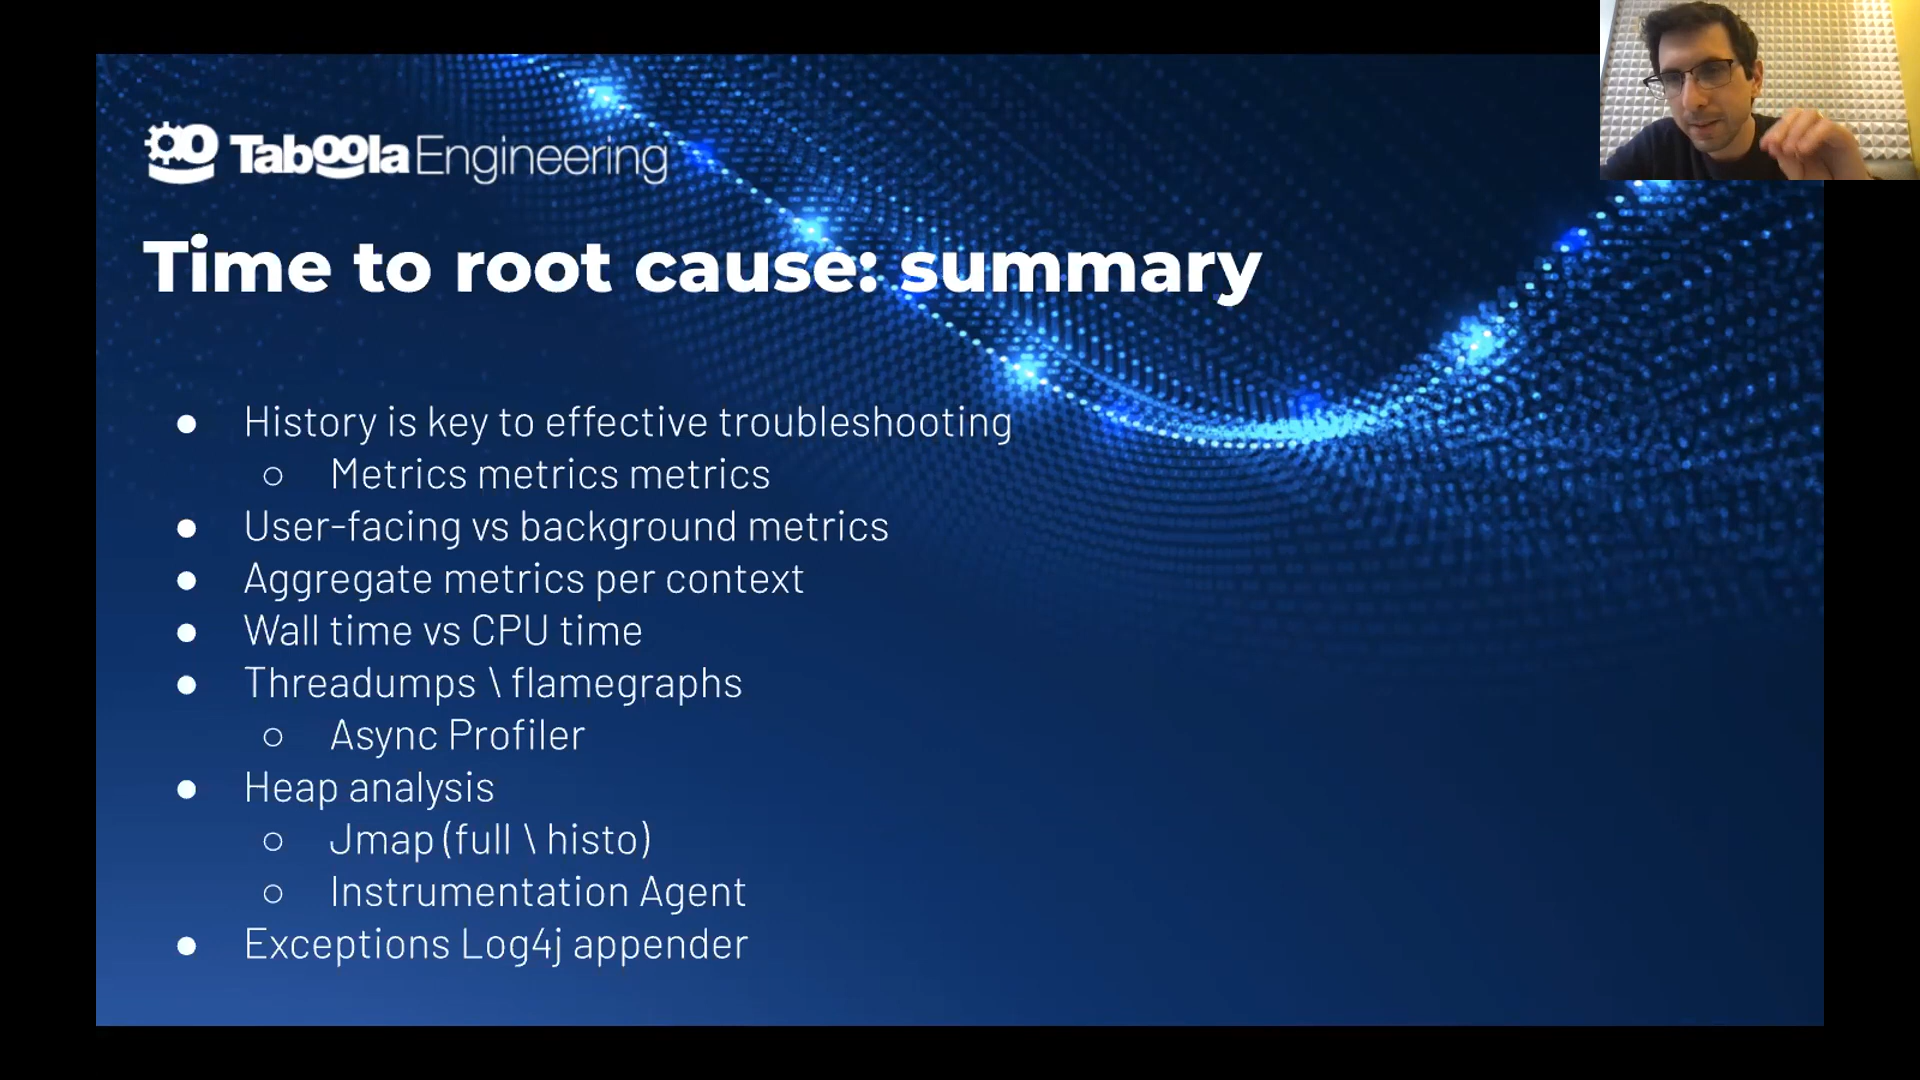 Taboola Engineering
Time to root cause: summary
● History is key to effective troubleshooting
○ Metrics metrics metrics
● User-facing vs background metrics
● Aggregate metrics per context
● Wall time vs CPU time
● Threadumps \ flamegraphs
○ Async Profiler
● Heap analysis
○ Jmap (full \ histo)
○ Instrumentation Agent
● Exceptions Log4j appender